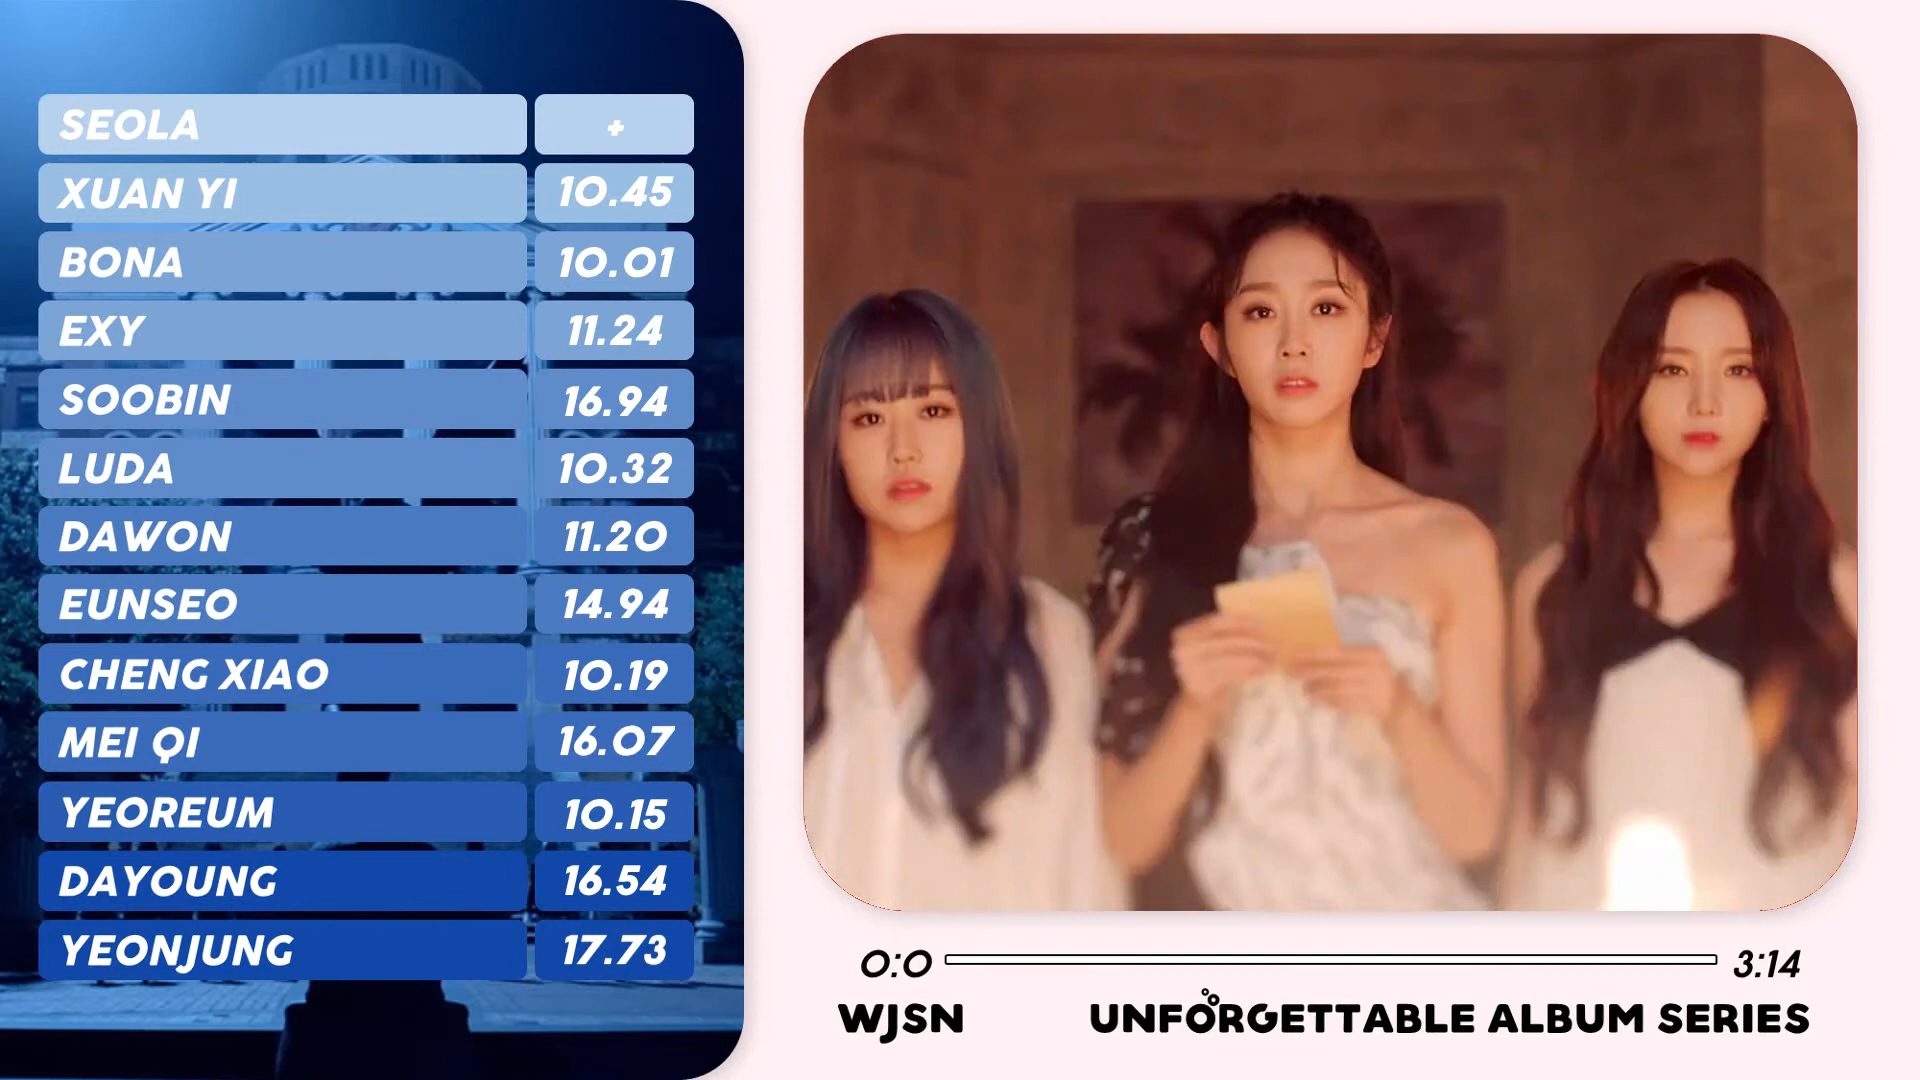 SEOLA +
XUAN YI 10.45
BONA 10.01
EXY 11.24
SOOBIN 16.94
LUDA 10.32
DAWON 11.20
EUNSEO 14.94
CHENG XIAO 10.19
MEI QI 16.07
YEOREUM 10.15
DAYOUNG 16.54
YEONJUNG 17.73
0:0 3:14
WJSN UNFORGETTABLE ALBUM SERIES